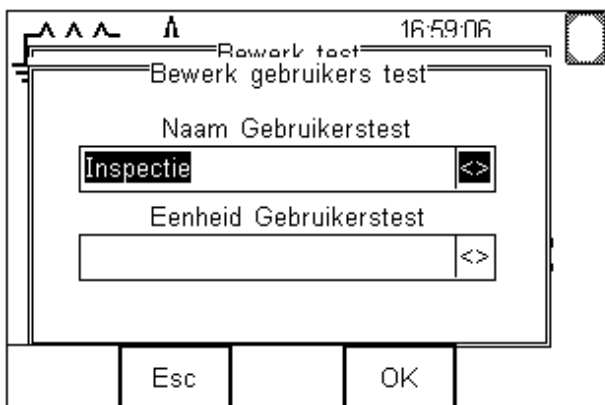 16:59:06
Bewerk test
Bewerk gebruikers test
Naam Gebruikerstest
Inspectie <>
Eenheid Gebruikerstest
<>
Esc OK